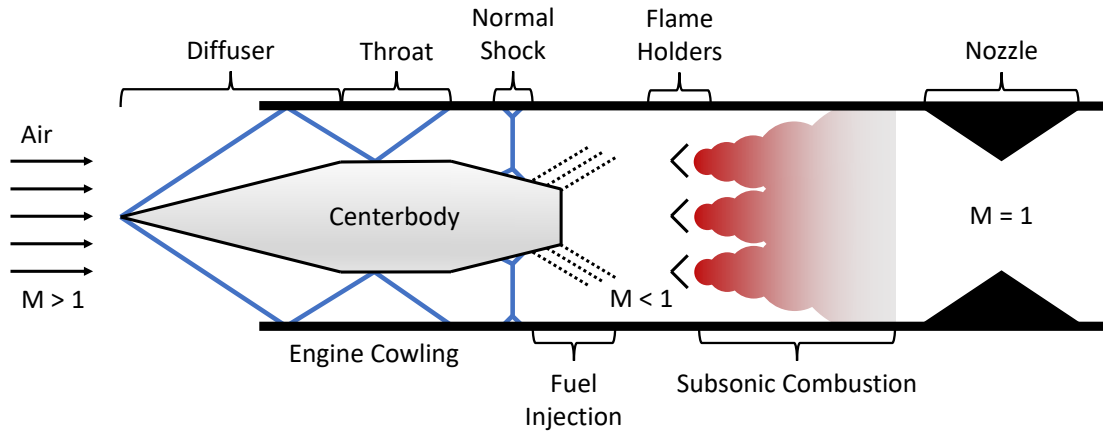 Diffuser
Throat
Normal
Shock
Flame
Holders
Nozzle
Air
Centerbody
M = 1
M > 1
M < 1
Engine Cowling
Fuel
Injection
Subsonic Combustion